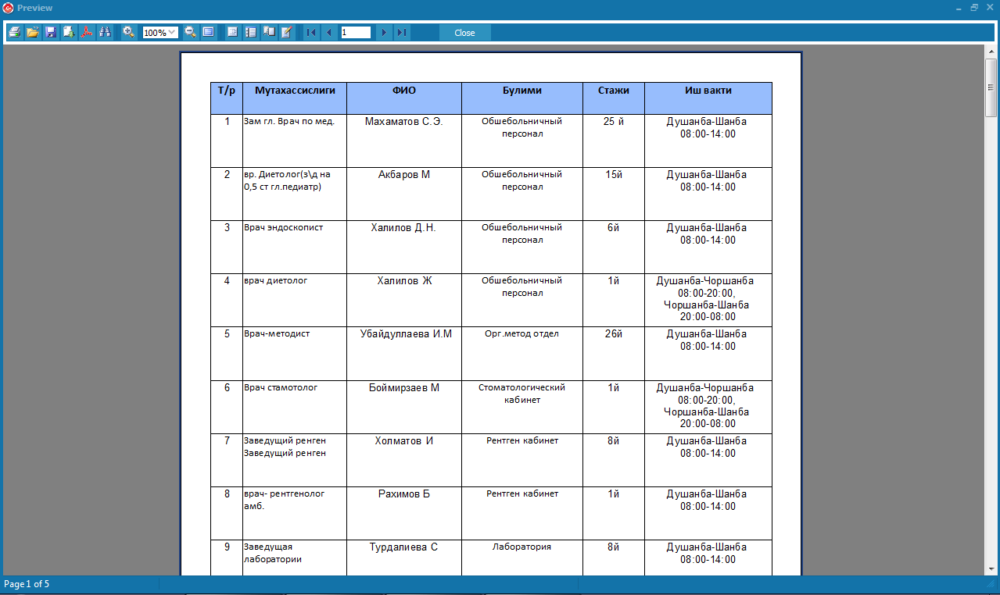 Preview
100%
1
Close
Т/р Мутахассислиги ФИО Булими Стажи Иш вакти
1 Зам гл. Врач по мед. Махаматов С.Э. Обшебольничный 25 й Душанба-Шанба
персонал 08:00-14:00
2 вр. Диетолог(з\д на Акбаров М Обшебольничный 15й Душанба-Шанба
0,5 ст гл.педиатр) персонал 08:00-14:00
3 Врач эндоскопист Халилов Д.Н. Обшебольничный 6й Душанба-Шанба
персонал 08:00-14:00
4 врач диетолог Халилов Ж Обшебольничный 1й Душанба-Чоршанба
персонал 08:00-20:00,
Чоршанба-Шанба
20:00-08:00
5 Врач-методист Убайдуллаева И.М Орг.метод отдел 26й Душанба-Шанба
08:00-14:00
6 Врач стамотолог Боймирзаев М Стоматологический 1й Душанба-Чоршанба
кабинет 08:00-20:00,
Чоршанба-Шанба
20:00-08:00
7 Заведущий ренген Холматов И Рентген кабинет 8й Душанба-Шанба
Заведущий ренген 08:00-14:00
8 врач- рентгенолог Рахимов Б Рентген кабинет 1й Душанба-Шанба
амб. 08:00-14:00
9 Заведущая Турдалиева С Лаборатория 8й Душанба-Шанба
лаборатории 08:00-14:00
Page 1 of 5